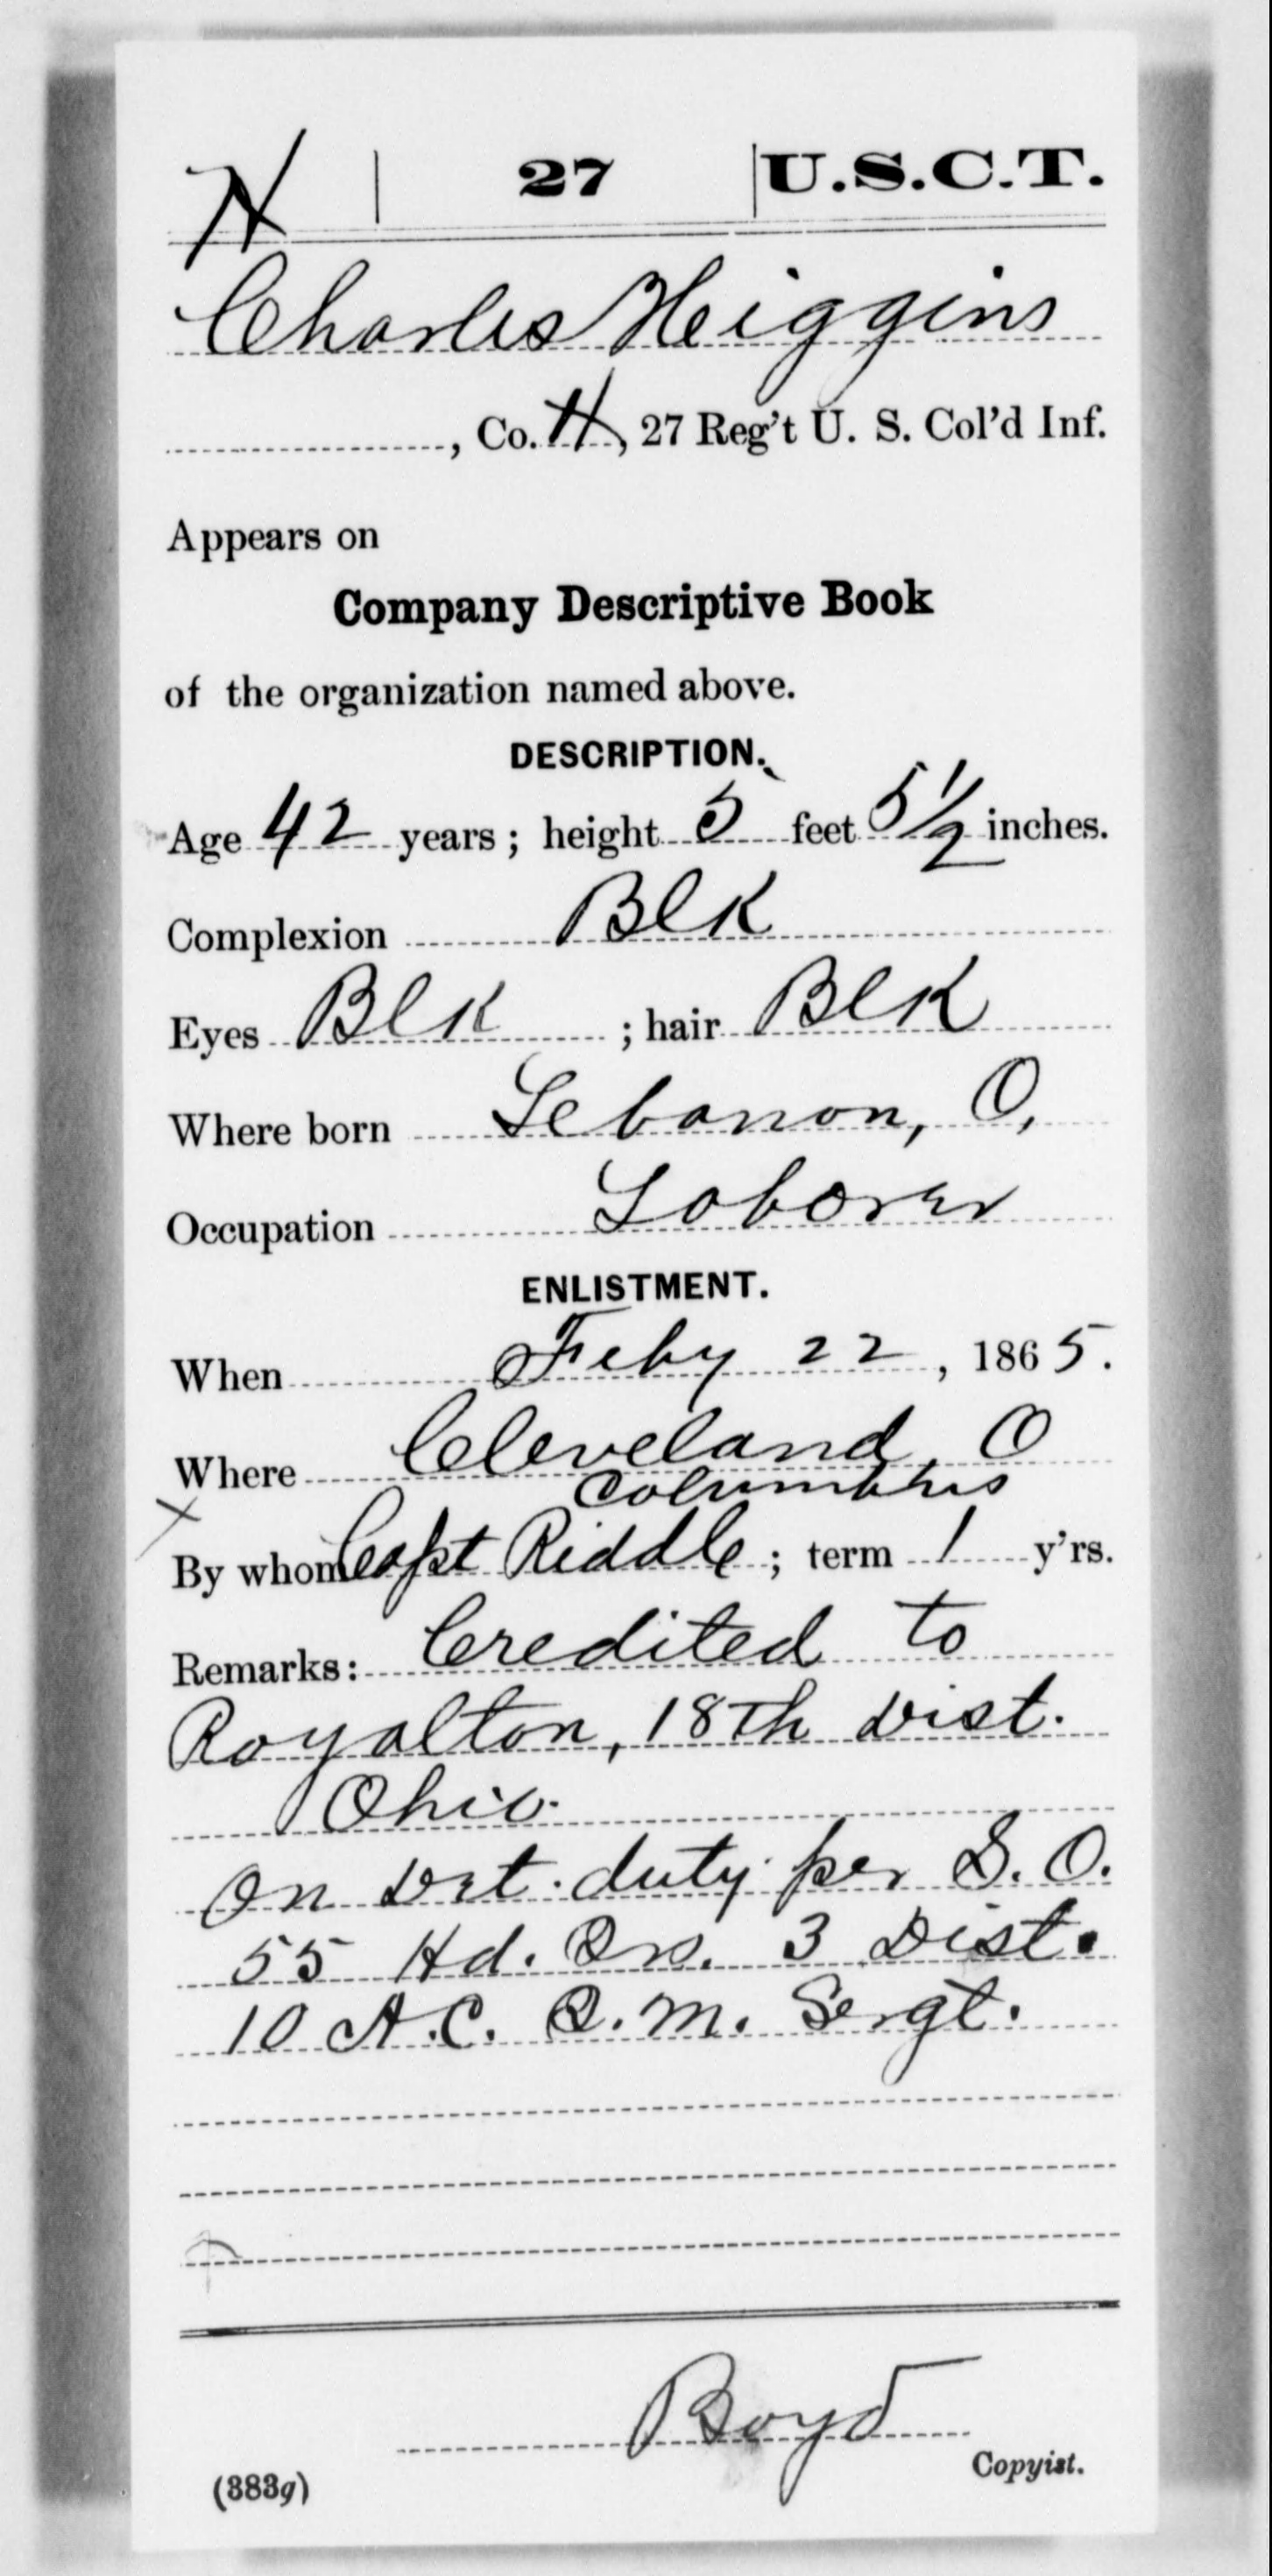 H | 27 | U.S.C.T.
Charles Heiggins
, Co. H, 27 Reg't U. S. Col'd Inf.
Appears on
Company Descriptive Book
of the organization named above.
DESCRIPTION.
Age 42 years; height 5 feet 5 1/2 inches.
Complexion Blk
Eyes Blk; hair Blk
Where born Lebanon, O,
Occupation Laborer
ENLISTMENT.
When Feby 22, 1865.
Where Cleveland, O
Columbus
X
By whom Capt Riddle; term 1 y'rs.
Remarks: Credited to
Royalton, 18th Dist.
Ohio.
On Det. duty per S. O.
55 Hd. Qrs. 3 Dist.
10 A.C. Q.M. Sergt.
Boyd
Copyist.
(383g)